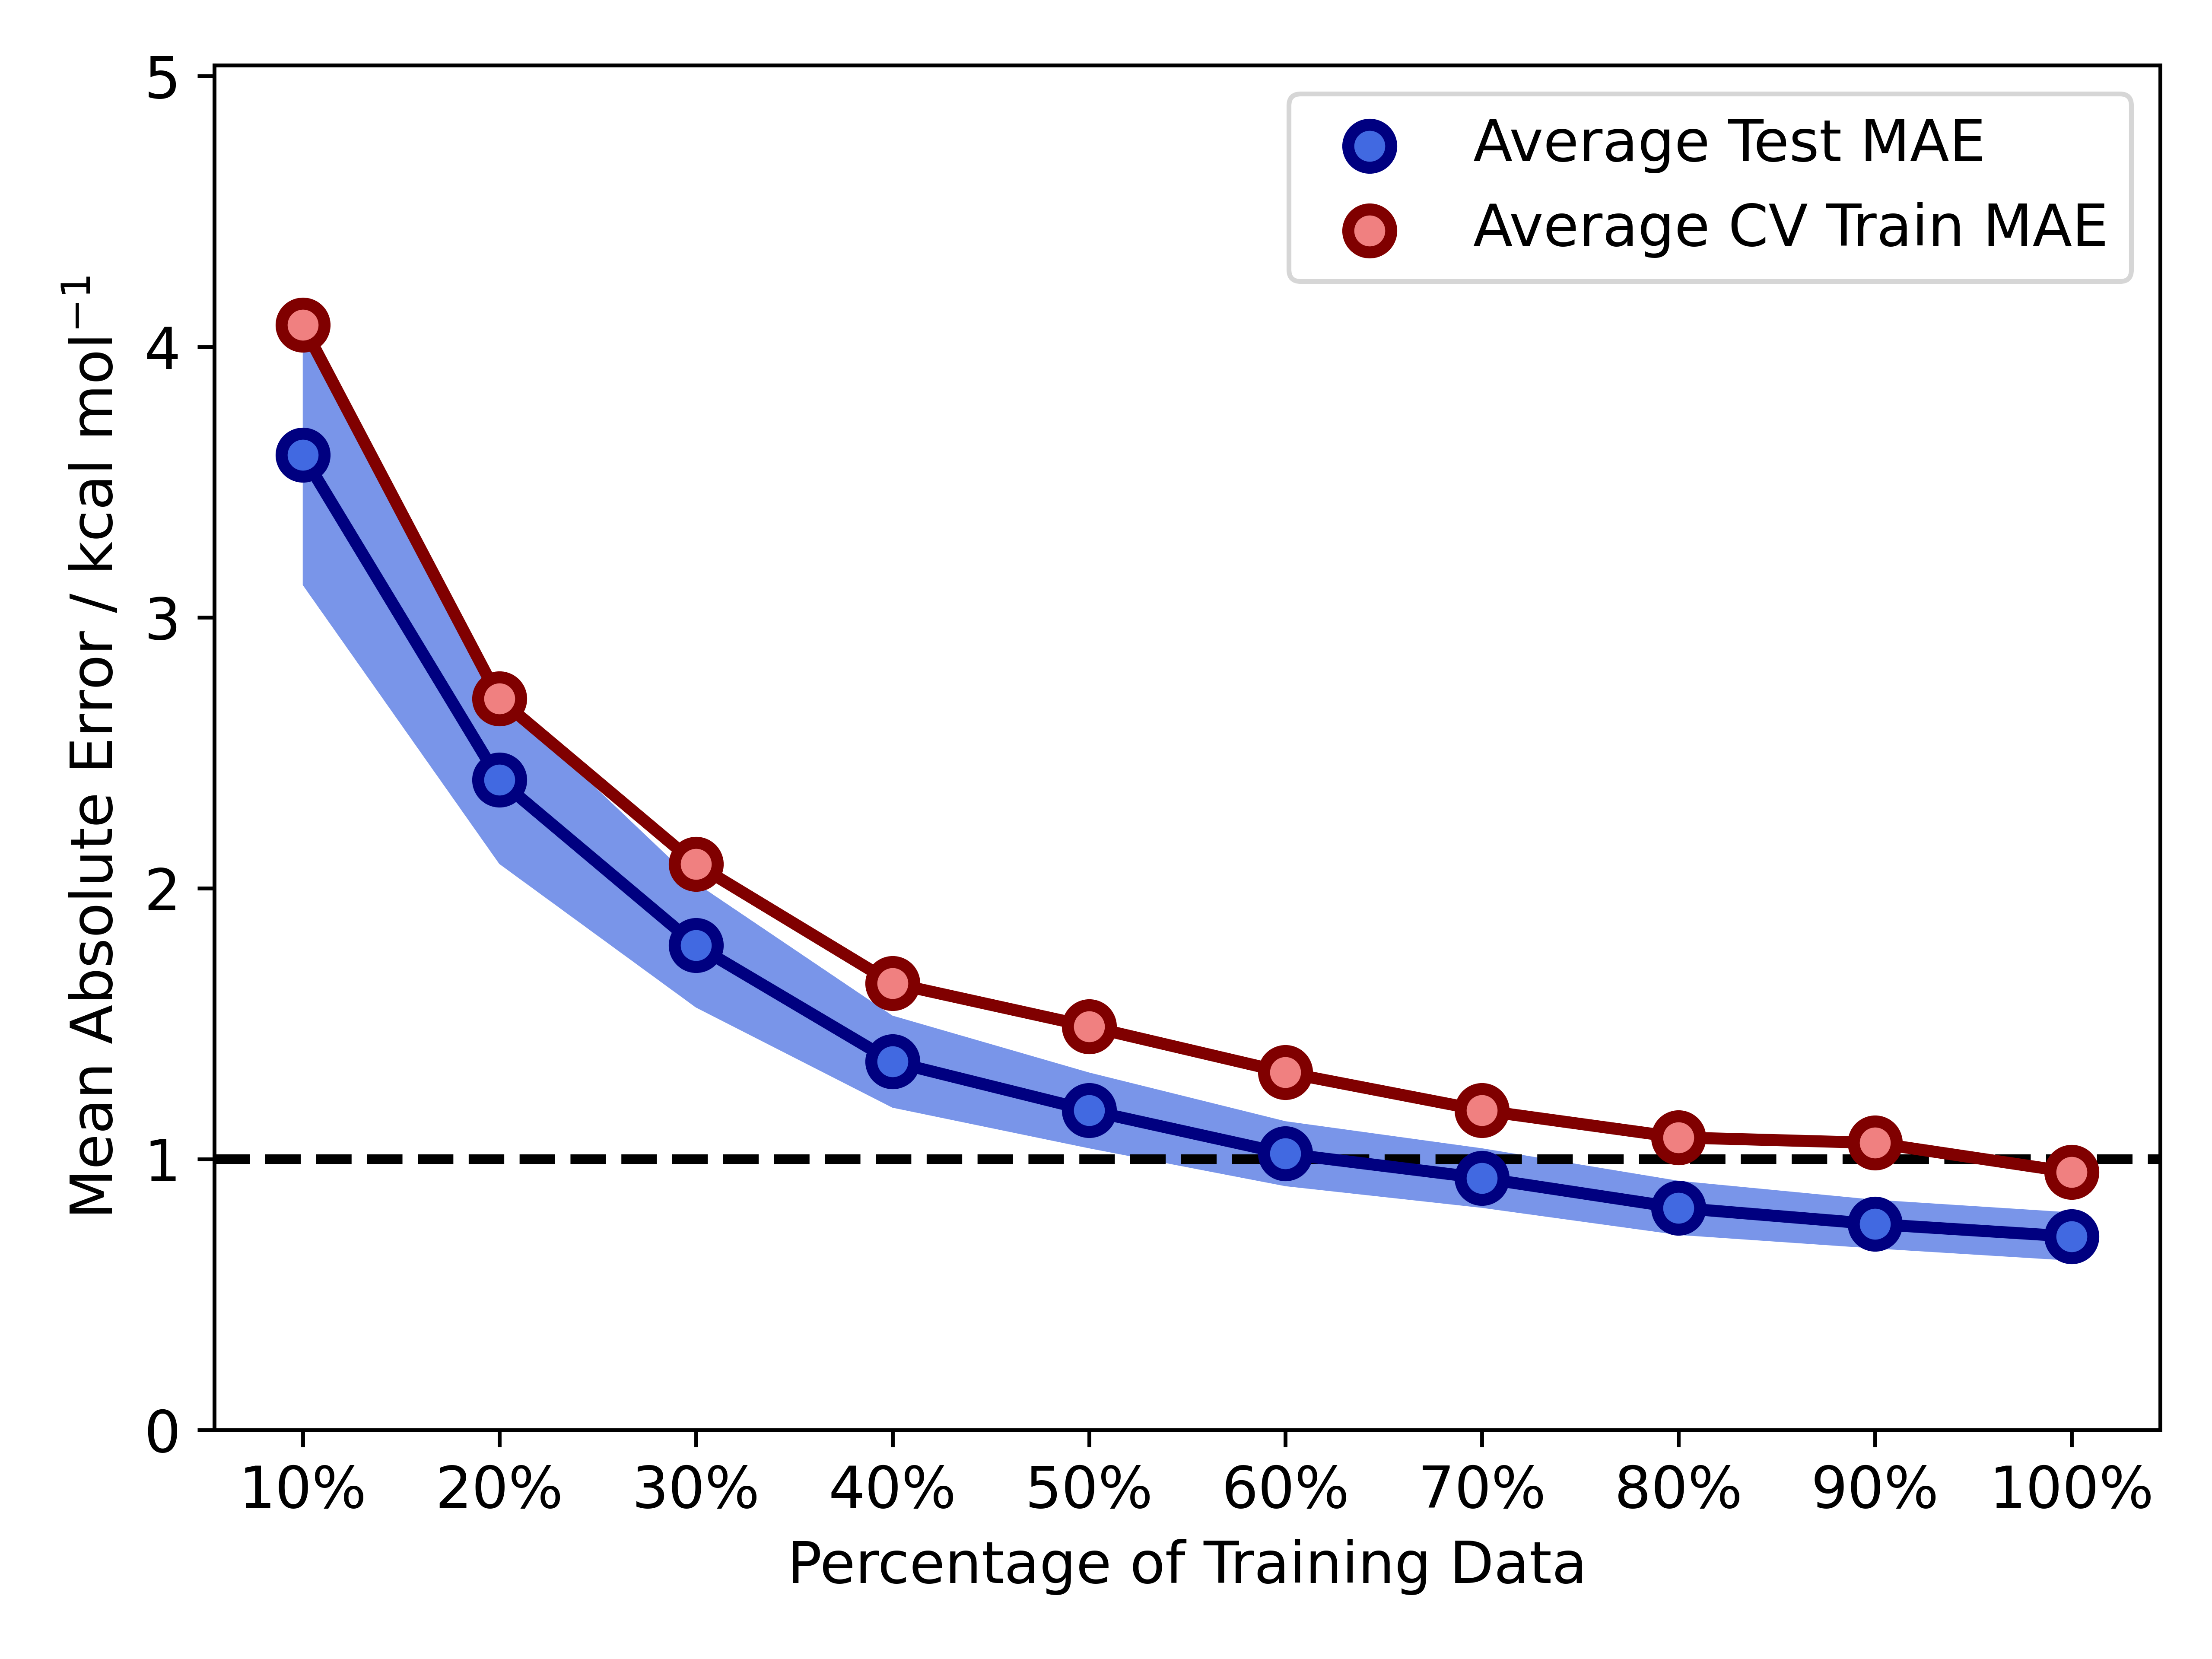 Average Test MAE
Average CV Train MAE
Mean Absolute Error / kcal mol⁻¹
5
4
3
2
1
0
10% 20% 30% 40% 50% 60% 70% 80% 90% 100%
Percentage of Training Data